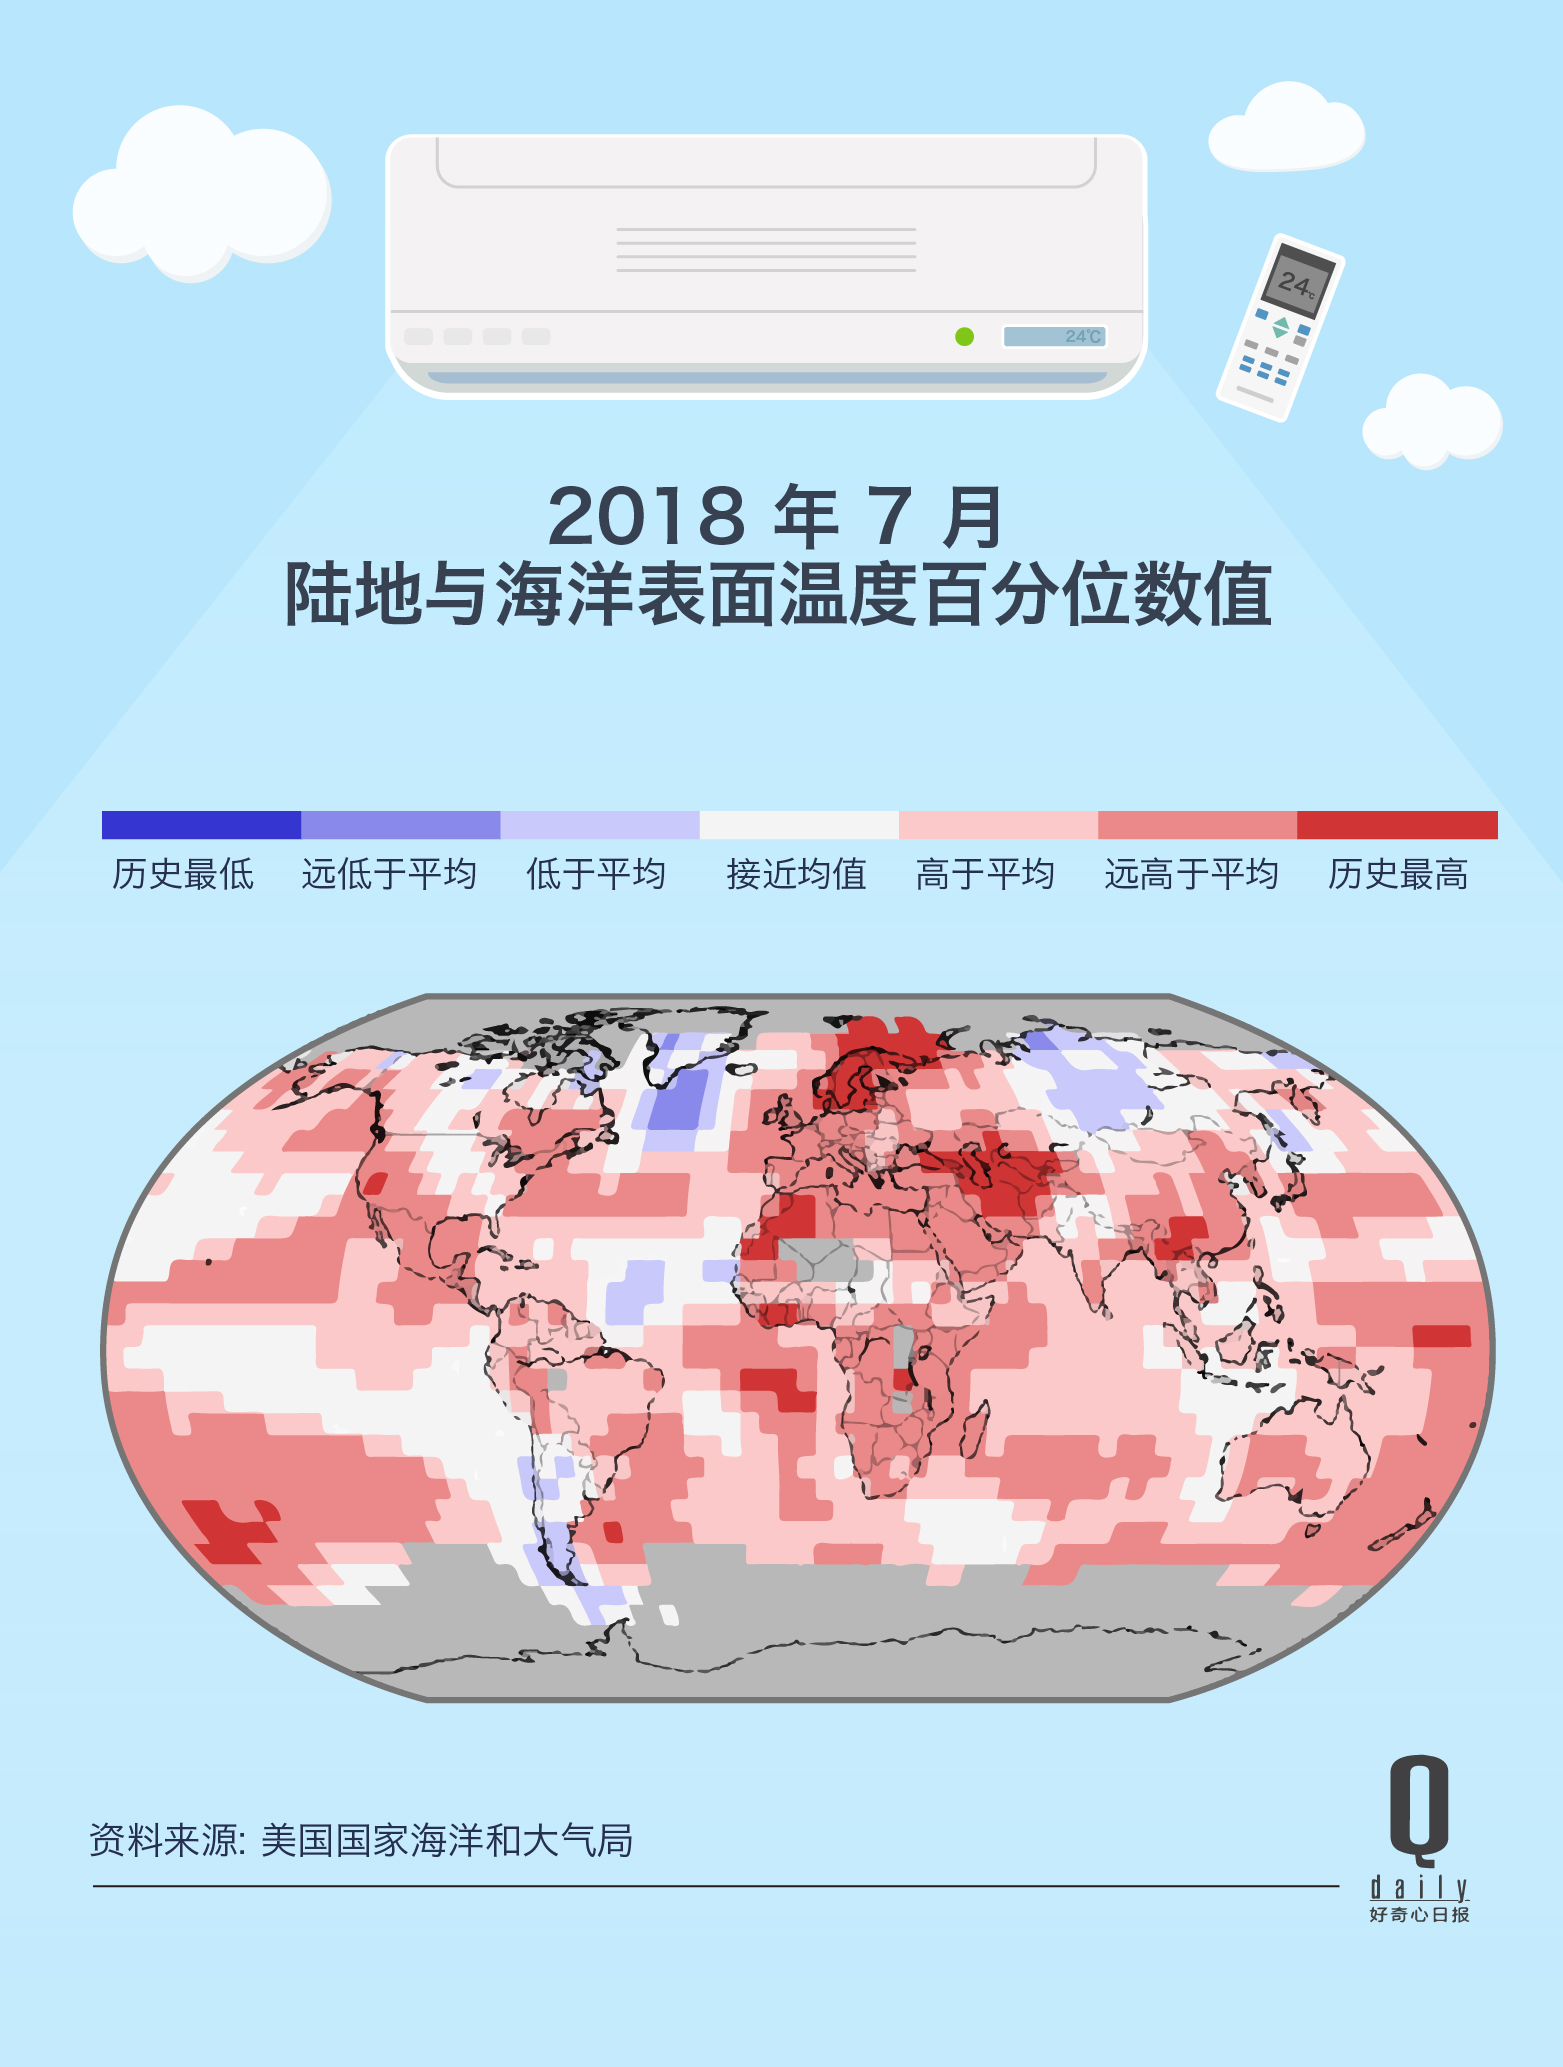 24℃
24℃
2018 年 7 月
陆地与海洋表面温度百分位数值
历史最低 远低于平均 低于平均 接近均值 高于平均 远高于平均 历史最高
资料来源: 美国国家海洋和大气局
Q
daily
好奇心日报